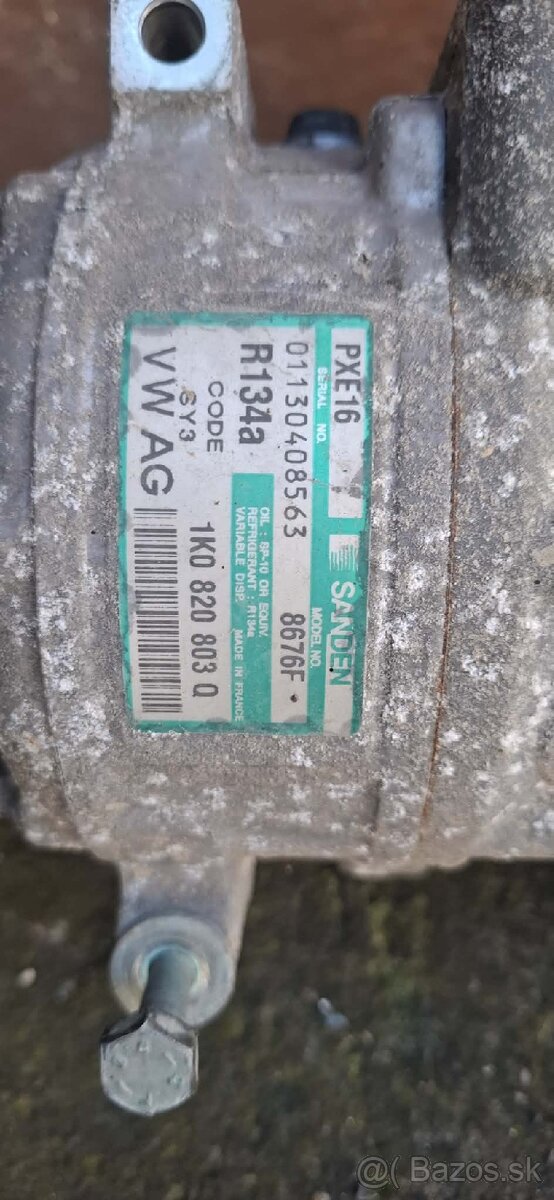 PXE16 SANDEN
SERIAL NO. MODEL NO.
01130408563 8676F
R134a
OIL : SP-10 OR EQUIV.
REFRIGERANT : R134a
VARIABLE DISP. MADE IN FRANCE
CODE
6Y3
1K0 820 803 Q
VW AG
Bazos.sk